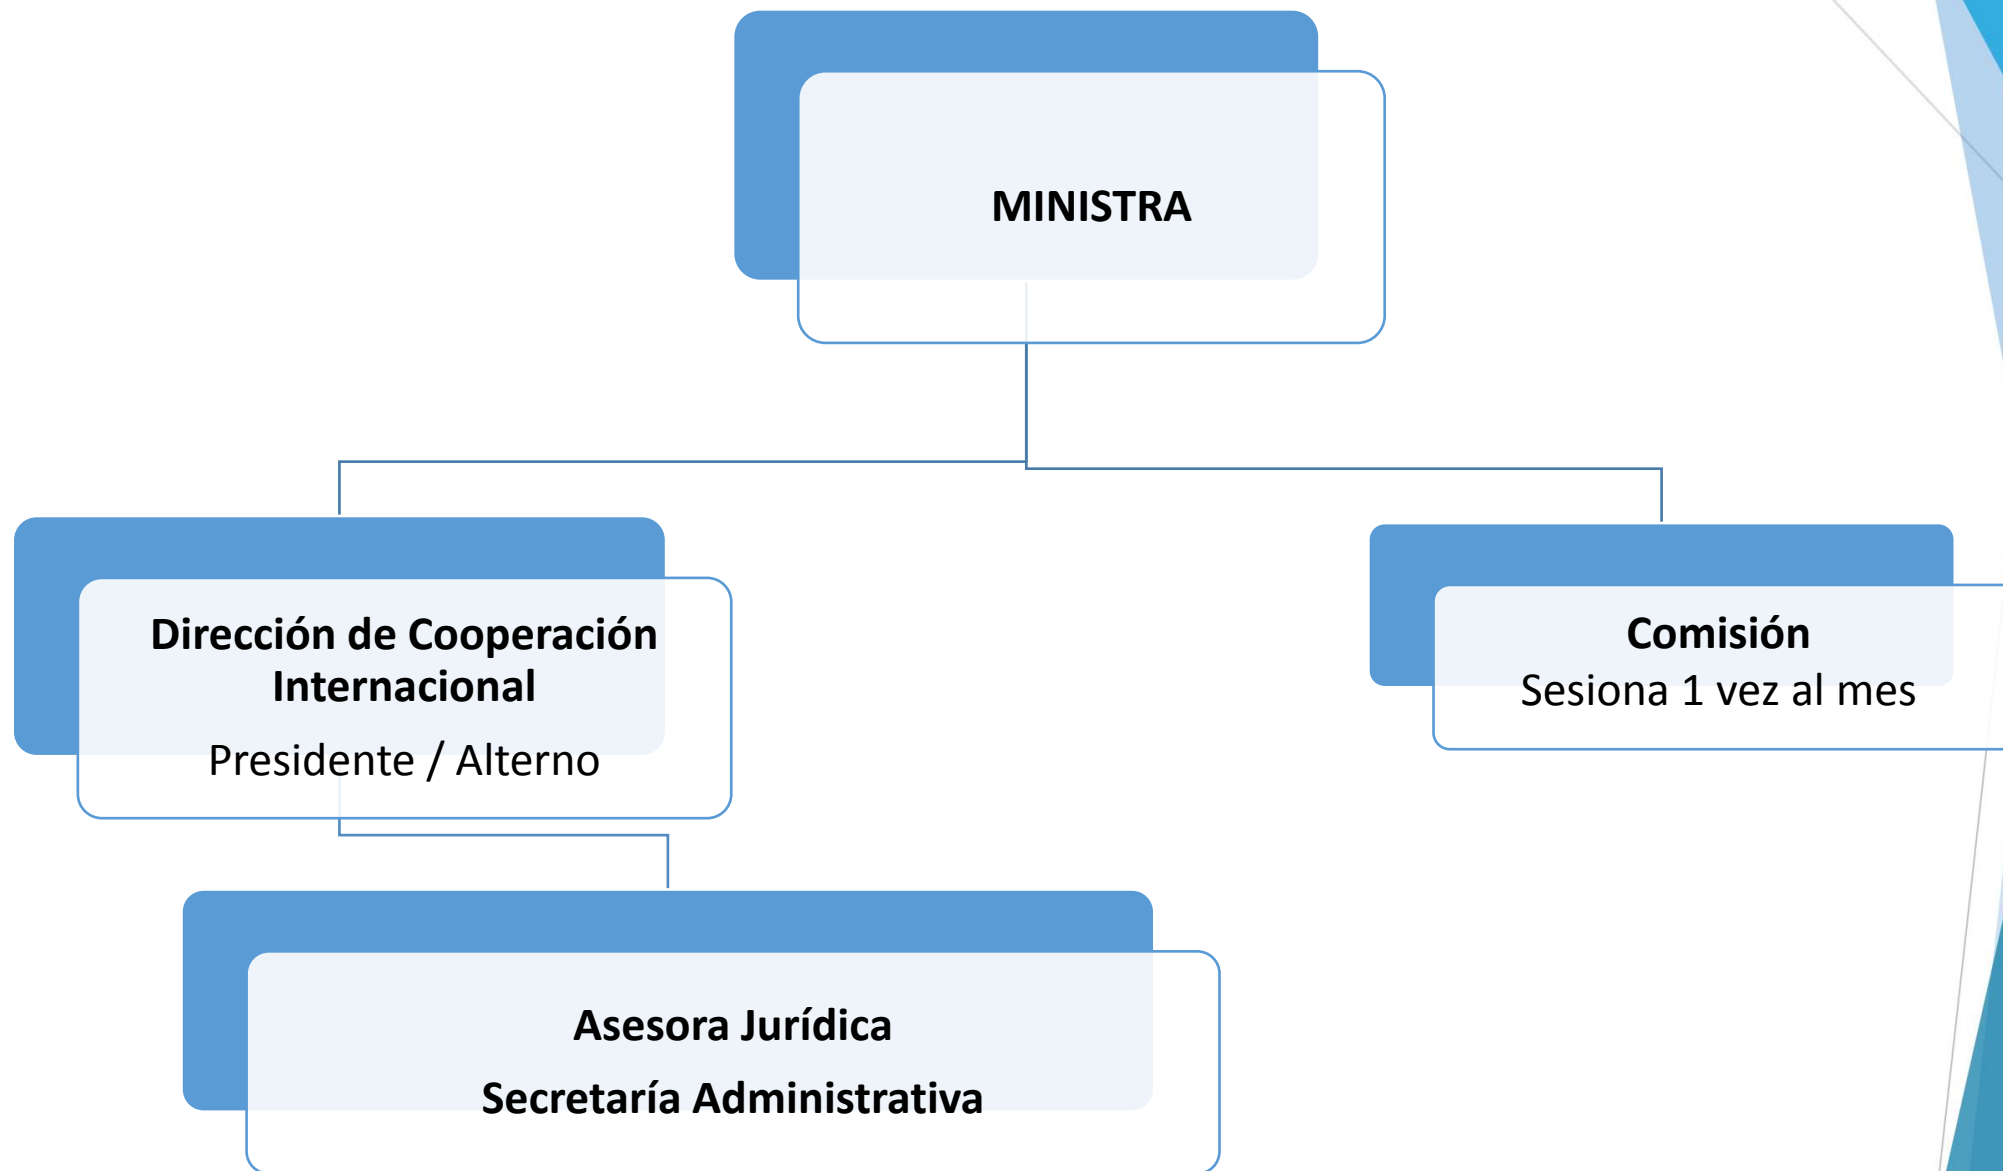 MINISTRA
Dirección de Cooperación
Internacional
Presidente / Alterno
Comisión
Sesiona 1 vez al mes
Asesora Jurídica
Secretaría Administrativa